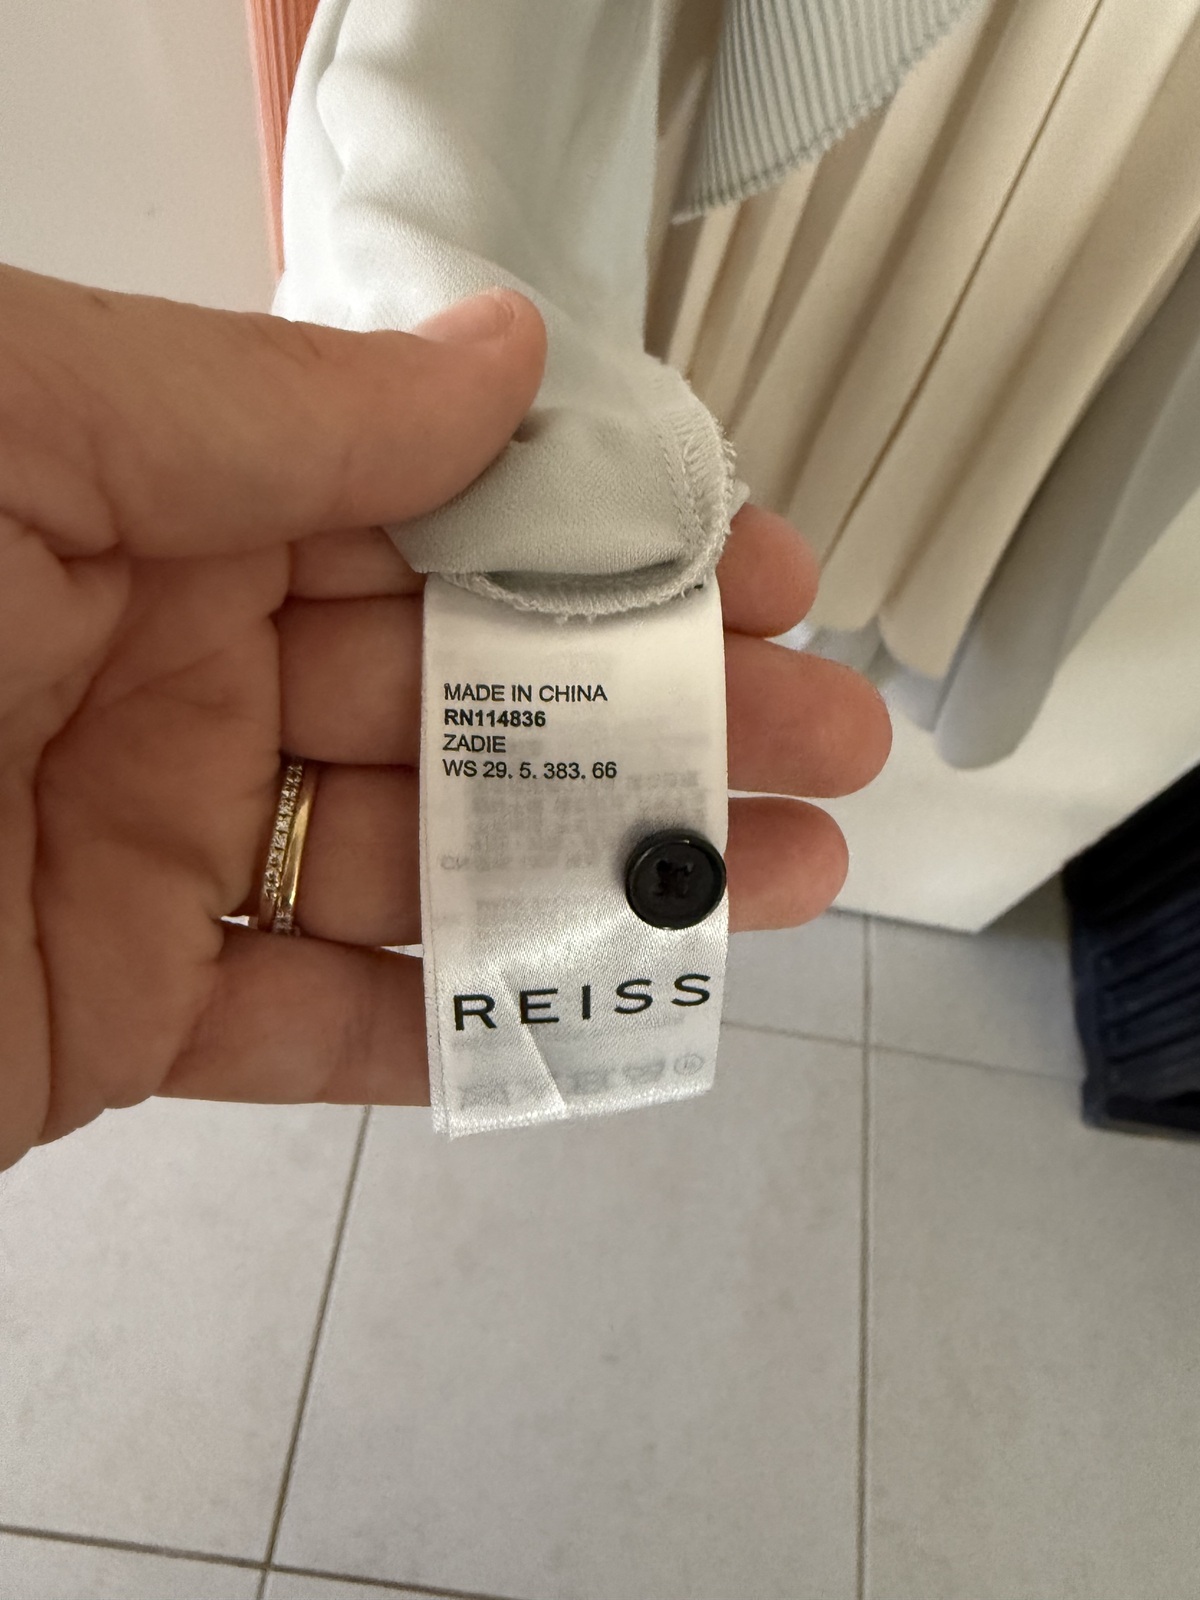 MADE IN CHINA
RN114836
ZADIE
WS 29. 5. 383. 66
REISS